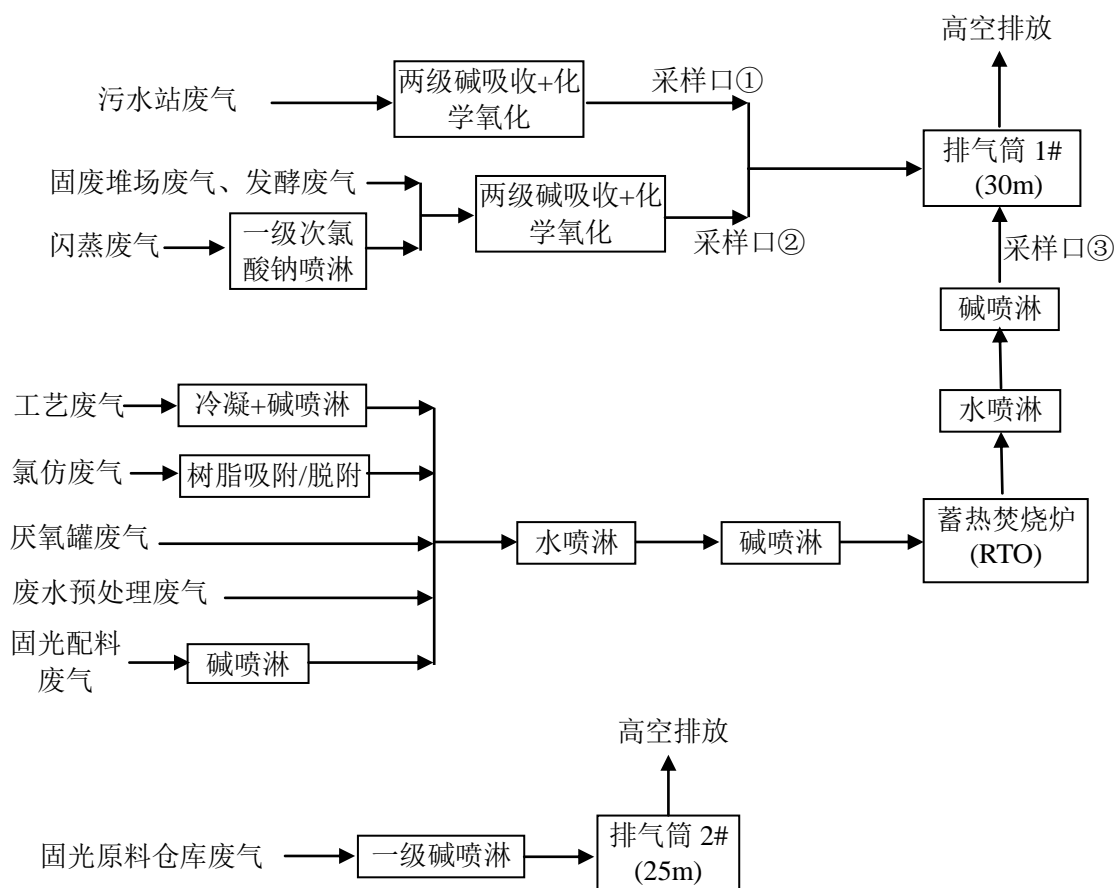 高空排放
污水站废气
两级碱吸收+化
学氧化
采样口①
排气筒 1#
(30m)
固废堆场废气、发酵废气
两级碱吸收+化
学氧化
闪蒸废气
一级次氯
酸钠喷淋
采样口②
采样口③
碱喷淋
工艺废气
冷凝+碱喷淋
水喷淋
氯仿废气
树脂吸附/脱附
厌氧罐废气
水喷淋
碱喷淋
蓄热焚烧炉
(RTO)
废水预处理废气
固光配料
废气
碱喷淋
高空排放
固光原料仓库废气
一级碱喷淋
排气筒 2#
(25m)